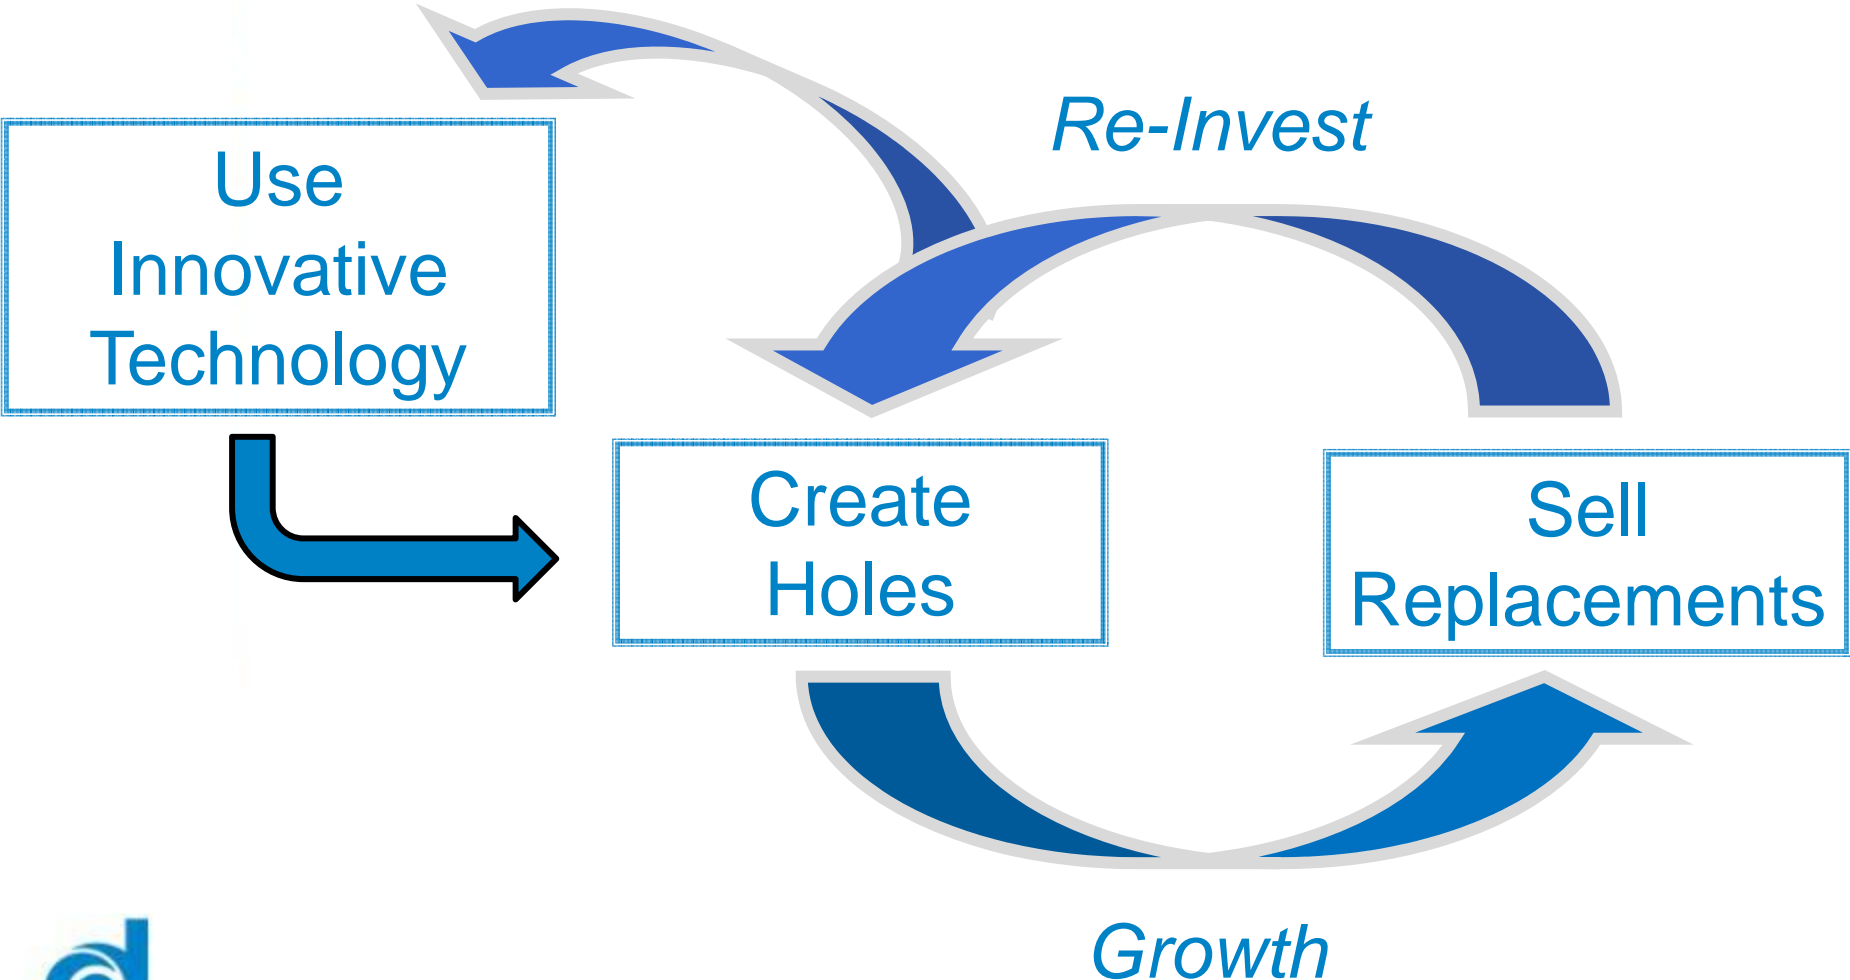 Re-Invest
Use
Innovative
Technology
Create
Holes
Sell
Replacements
Growth